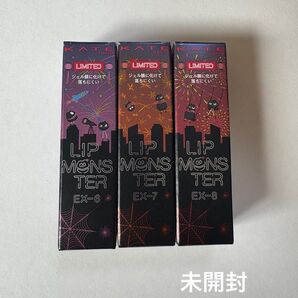 KATE
LIMITED
ジェル膜に化けて
落ちにくい
LIP
MONS
TER
EX-6
KATE
LIMITED
ジェル膜に化けて
落ちにくい
LIP
MONS
TER
EX-7
KATE
LIMITED
ジェル膜に化けて
落ちにくい
LIP
MONS
TER
EX-8
未開封